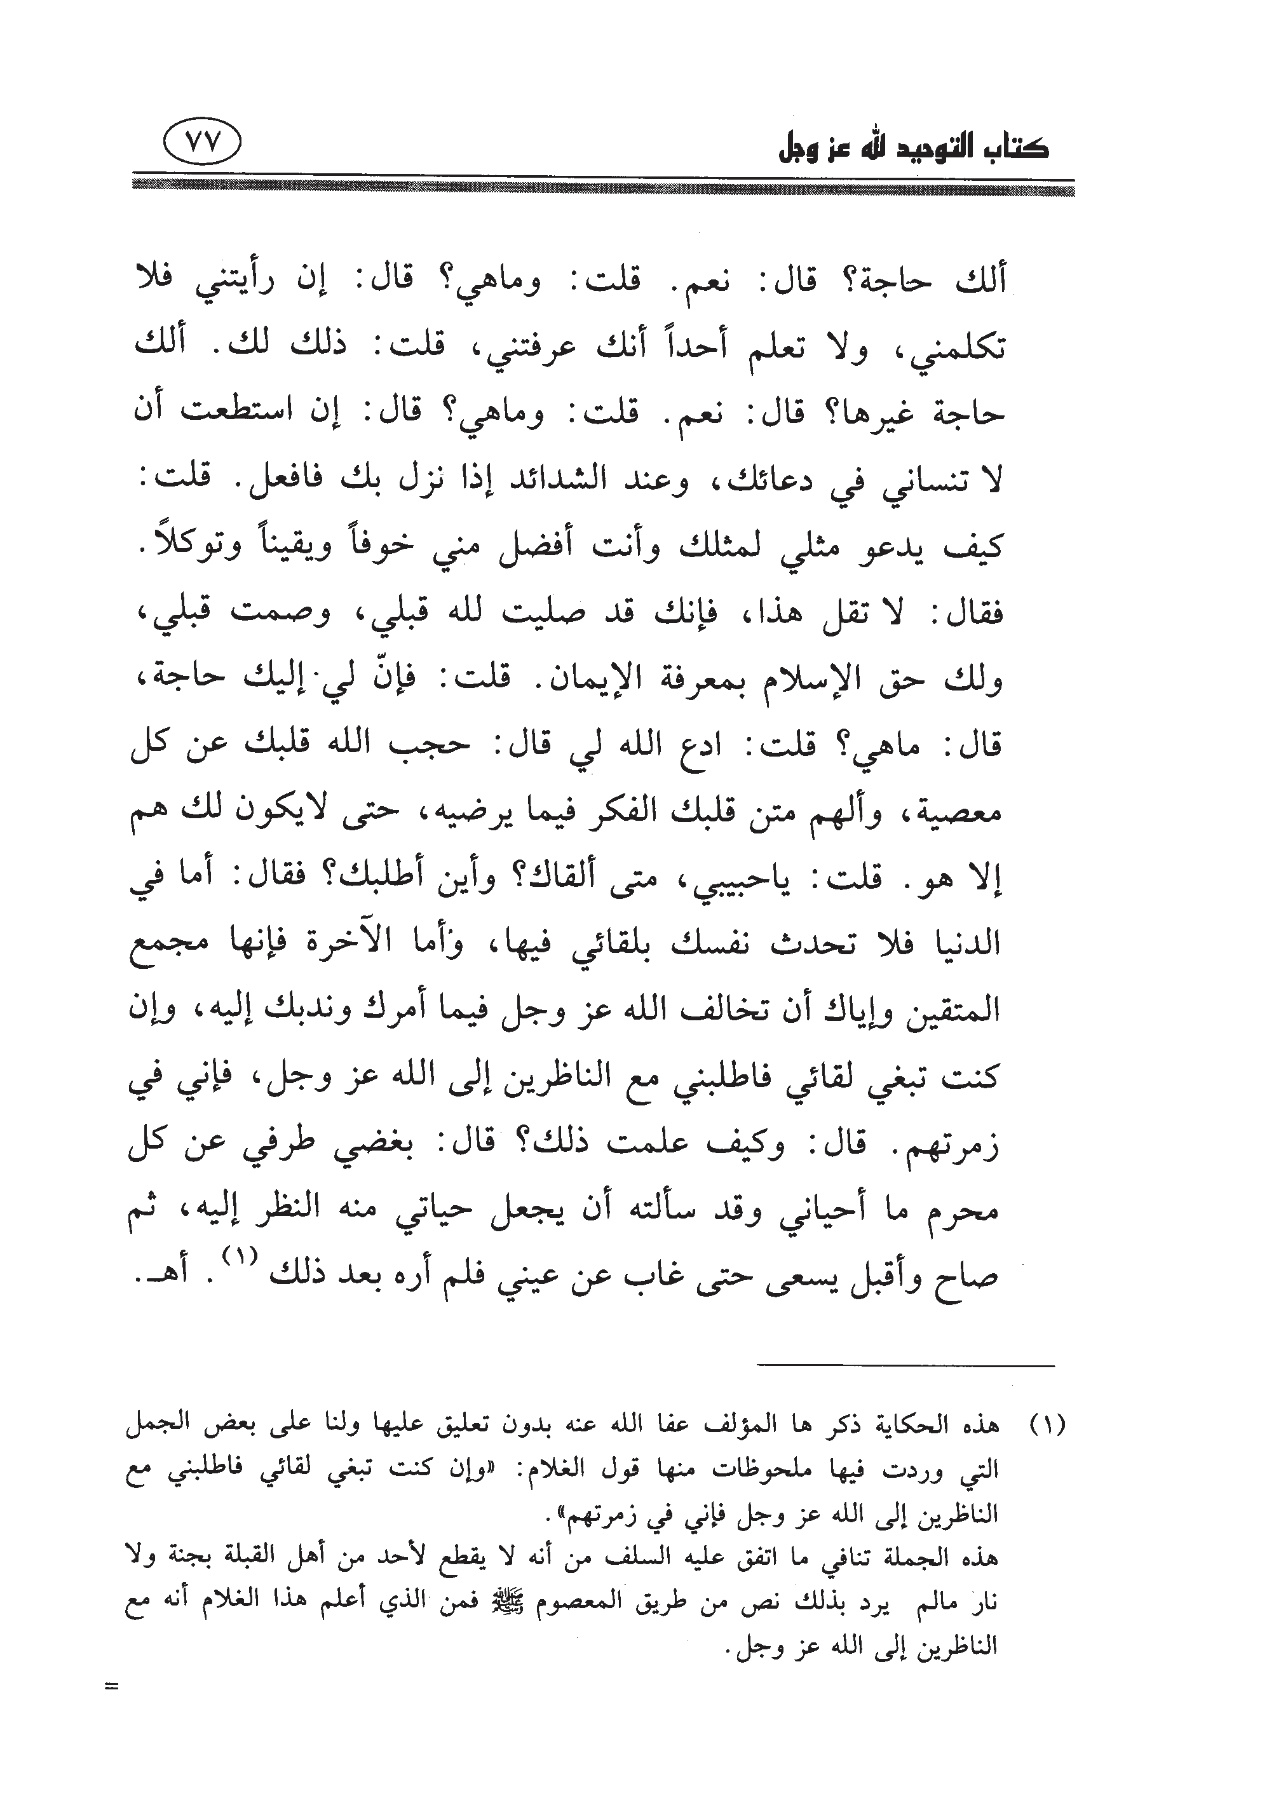 كتاب التوحيد لله عز وجل
٧٧
ألك حاجة؟ قال: نعم. قلت: وماهي؟ قال: إن رأيتني فلا
تكلمني، ولا تعلم أحداً أنك عرفتني، قلت: ذلك لك. ألك
حاجة غيرها؟ قال: نعم. قلت: وماهي؟ قال: إن استطعت أن
لا تنساني في دعائك، وعند الشدائد إذا نزل بك فافعل. قلت:
كيف يدعو مثلي لمثلك وأنت أفضل مني خوفاً ويقيناً وتوكلاً.
فقال: لا تقل هذا، فإنك قد صليت لله قبلي، وصمت قبلي،
ولك حق الإسلام بمعرفة الإيمان. قلت: فإنّ لي إليك حاجة،
قال: ماهي؟ قلت: ادع الله لي قال: حجب الله قلبك عن كل
معصية، وألهم متن قلبك الفكر فيما يرضيه، حتى لايكون لك هم
إلا هو. قلت: ياحبيبي، متى ألقاك؟ وأين أطلبك؟ فقال: أما في
الدنيا فلا تحدث نفسك بلقائي فيها، وأما الآخرة فإنها مجمع
المتقين وإياك أن تخالف الله عز وجل فيما أمرك وندبك إليه، وإن
كنت تبغي لقائي فاطلبني مع الناظرين إلى الله عز وجل، فإني في
زمرتهم. قال: وكيف علمت ذلك؟ قال: بغضي طرفي عن كل
محرم ما أحياني وقد سألته أن يجعل حياتي منه النظر إليه، ثم
صاح وأقبل يسعى حتى غاب عن عيني فلم أره بعد ذلك (١). أهـ.
(١) هذه الحكاية ذكر ها المؤلف عفا الله عنه بدون تعليق عليها ولنا على بعض الجمل
التي وردت فيها ملحوظات منها قول الغلام: «وإن كنت تبغي لقائي فاطلبني مع
الناظرين إلى الله عز وجل فإني في زمرتهم».
هذه الجملة تنافي ما اتفق عليه السلف من أنه لا يقطع لأحد من أهل القبلة بجنة ولا
نار مالم يرد بذلك نص من طريق المعصوم ﷺ فمن الذي أعلم هذا الغلام أنه مع
الناظرين إلى الله عز وجل.
=